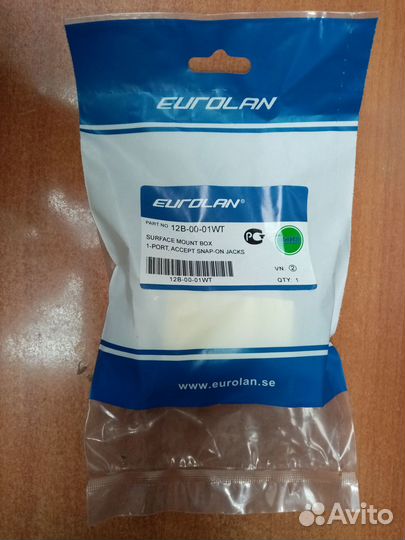 EUROLAN
EUROLAN®
PART NO. 12B-00-01WT
SURFACE MOUNT BOX
1-PORT, ACCEPT SNAP-ON JACKS
VN: 2
12B-00-01WT
QTY: 1
www.eurolan.se
Avito